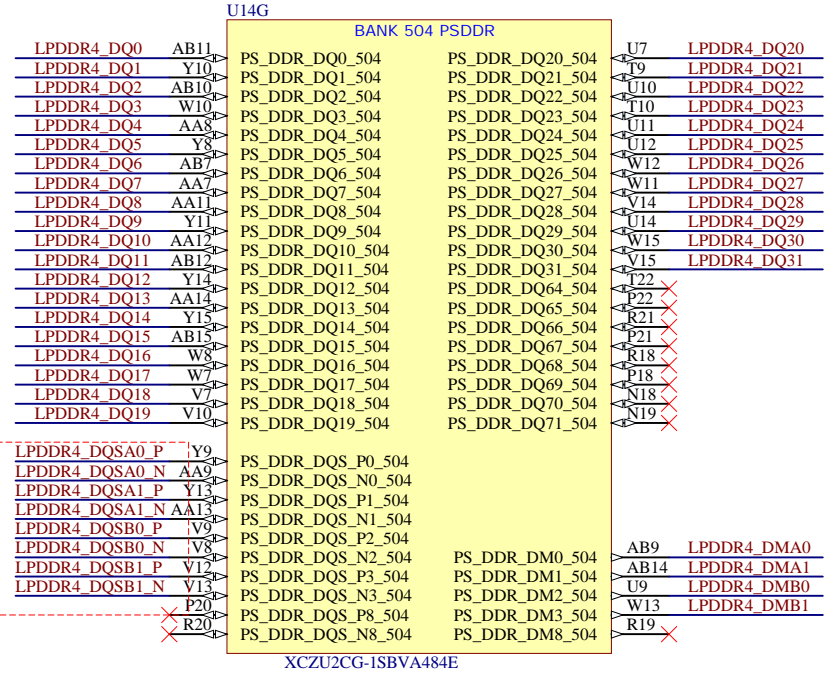 U14G
BANK 504 PSDDR
LPDDR4_DQ0 AB11 PS_DDR_DQ0_504 PS_DDR_DQ20_504 U7 LPDDR4_DQ20
LPDDR4_DQ1 Y10 PS_DDR_DQ1_504 PS_DDR_DQ21_504 T9 LPDDR4_DQ21
LPDDR4_DQ2 AB10 PS_DDR_DQ2_504 PS_DDR_DQ22_504 U10 LPDDR4_DQ22
LPDDR4_DQ3 W10 PS_DDR_DQ3_504 PS_DDR_DQ23_504 T10 LPDDR4_DQ23
LPDDR4_DQ4 AA8 PS_DDR_DQ4_504 PS_DDR_DQ24_504 U11 LPDDR4_DQ24
LPDDR4_DQ5 Y8 PS_DDR_DQ5_504 PS_DDR_DQ25_504 U12 LPDDR4_DQ25
LPDDR4_DQ6 AB7 PS_DDR_DQ6_504 PS_DDR_DQ26_504 W12 LPDDR4_DQ26
LPDDR4_DQ7 AA7 PS_DDR_DQ7_504 PS_DDR_DQ27_504 W11 LPDDR4_DQ27
LPDDR4_DQ8 AA11 PS_DDR_DQ8_504 PS_DDR_DQ28_504 V14 LPDDR4_DQ28
LPDDR4_DQ9 Y11 PS_DDR_DQ9_504 PS_DDR_DQ29_504 U14 LPDDR4_DQ29
LPDDR4_DQ10 AA12 PS_DDR_DQ10_504 PS_DDR_DQ30_504 W15 LPDDR4_DQ30
LPDDR4_DQ11 AB12 PS_DDR_DQ11_504 PS_DDR_DQ31_504 V15 LPDDR4_DQ31
LPDDR4_DQ12 Y14 PS_DDR_DQ12_504 PS_DDR_DQ64_504 T22
LPDDR4_DQ13 AA14 PS_DDR_DQ13_504 PS_DDR_DQ65_504 P22
LPDDR4_DQ14 Y15 PS_DDR_DQ14_504 PS_DDR_DQ66_504 R21
LPDDR4_DQ15 AB15 PS_DDR_DQ15_504 PS_DDR_DQ67_504 P21
LPDDR4_DQ16 W8 PS_DDR_DQ16_504 PS_DDR_DQ68_504 R18
LPDDR4_DQ17 W7 PS_DDR_DQ17_504 PS_DDR_DQ69_504 P18
LPDDR4_DQ18 V7 PS_DDR_DQ18_504 PS_DDR_DQ70_504 N18
LPDDR4_DQ19 V10 PS_DDR_DQ19_504 PS_DDR_DQ71_504 N19
LPDDR4_DQSA0_P Y9 PS_DDR_DQS_P0_504
LPDDR4_DQSA0_N AA9 PS_DDR_DQS_N0_504
LPDDR4_DQSA1_P Y13 PS_DDR_DQS_P1_504
LPDDR4_DQSA1_N AA13 PS_DDR_DQS_N1_504
LPDDR4_DQSB0_P V9 PS_DDR_DQS_P2_504
LPDDR4_DQSB0_N V8 PS_DDR_DQS_N2_504 PS_DDR_DM0_504 AB9 LPDDR4_DMA0
LPDDR4_DQSB1_P V12 PS_DDR_DQS_P3_504 PS_DDR_DM1_504 AB14 LPDDR4_DMA1
LPDDR4_DQSB1_N V13 PS_DDR_DQS_N3_504 PS_DDR_DM2_504 U9 LPDDR4_DMB0
P20 PS_DDR_DQS_P8_504 PS_DDR_DM3_504 W13 LPDDR4_DMB1
R20 PS_DDR_DQS_N8_504 PS_DDR_DM8_504 R19
XCZU2CG-1SBVA484E